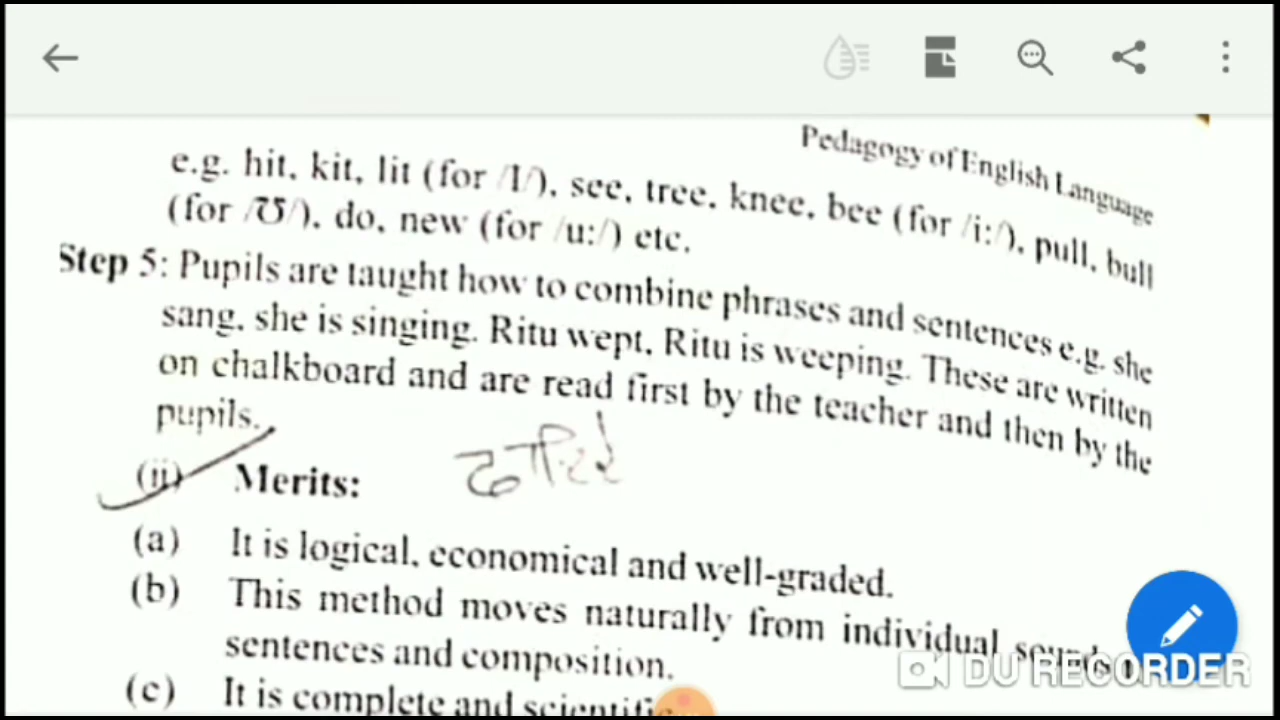 Pedagogy of English Language
e.g. hit, kit, lit (for /I/), see, tree, knee, bee (for /i:/), pull, bull
(for /Ʊ/), do, new (for /u:/) etc.
Step 5: Pupils are taught how to combine phrases and sentences e.g. she
sang, she is singing. Ritu wept, Ritu is weeping. These are written
on chalkboard and are read first by the teacher and then by the
pupils.
(ii) Merits:
(a) It is logical, economical and well-graded.
(b) This method moves naturally from individual sounds
sentences and composition.
(c) It is complete and scientific
DU RECORDER